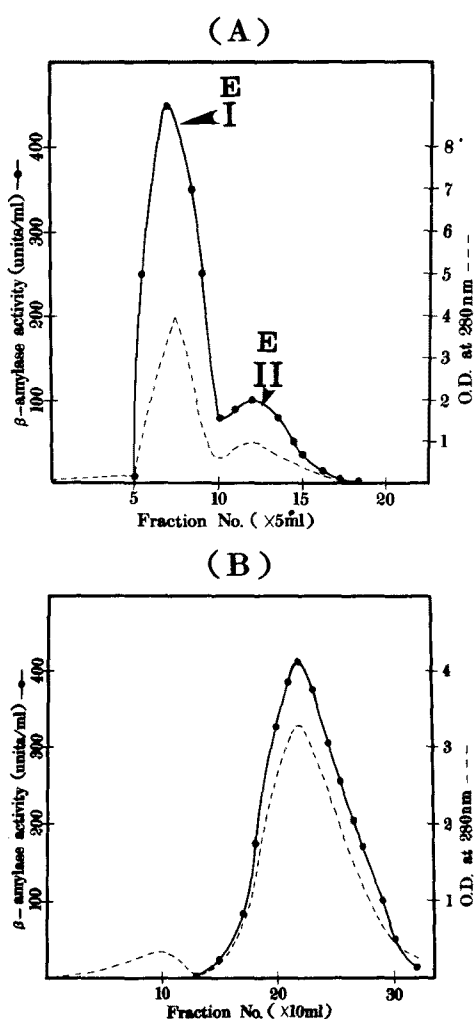 (A)
E
I
E
II
β-amylase activity (units/ml)
400
300
200
100
8
7
6
5
4
3
2
1
O.D. at 280nm ---
5
10
15
20
Fraction No. (×5ml)
(B)
β-amylase activity (units/ml)
400
300
200
100
4
3
2
1
O.D. at 280nm ---
10
20
30
Fraction No. (×10ml)